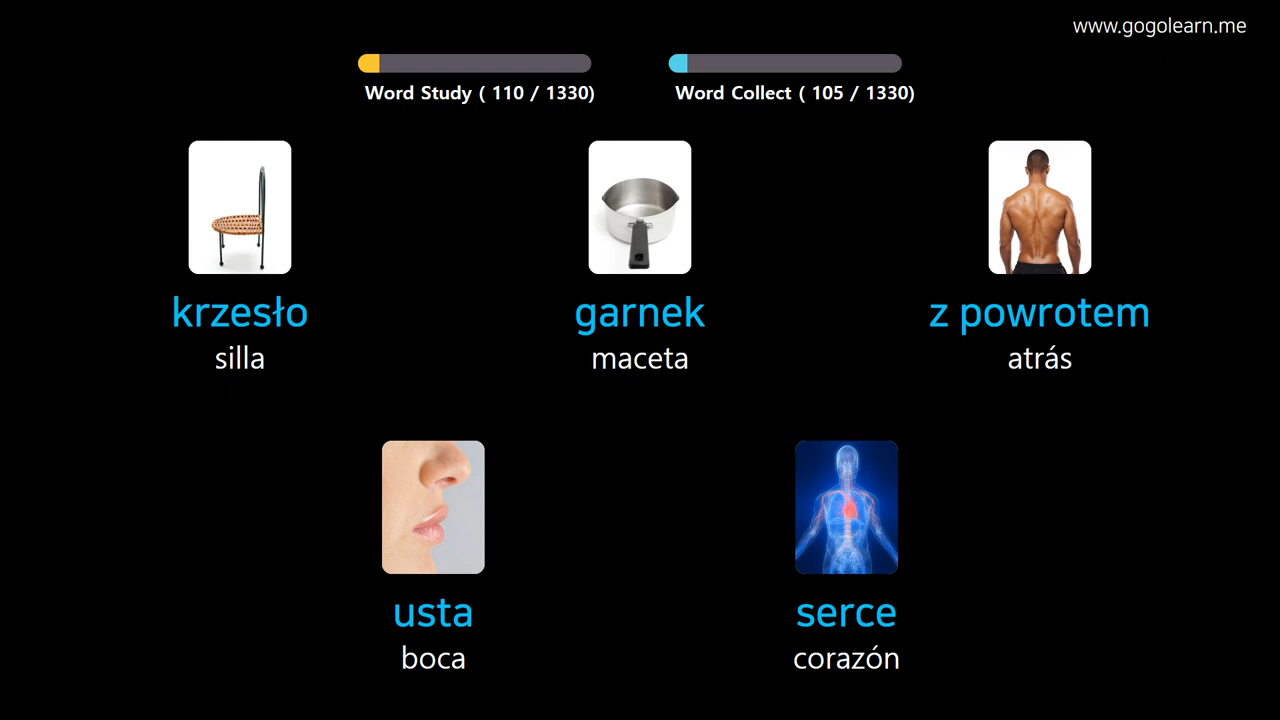 www.gogolearn.me
Word Study ( 110 / 1330)
Word Collect ( 105 / 1330)
krzesło
silla
garnek
maceta
z powrotem
atrás
usta
boca
serce
corazón